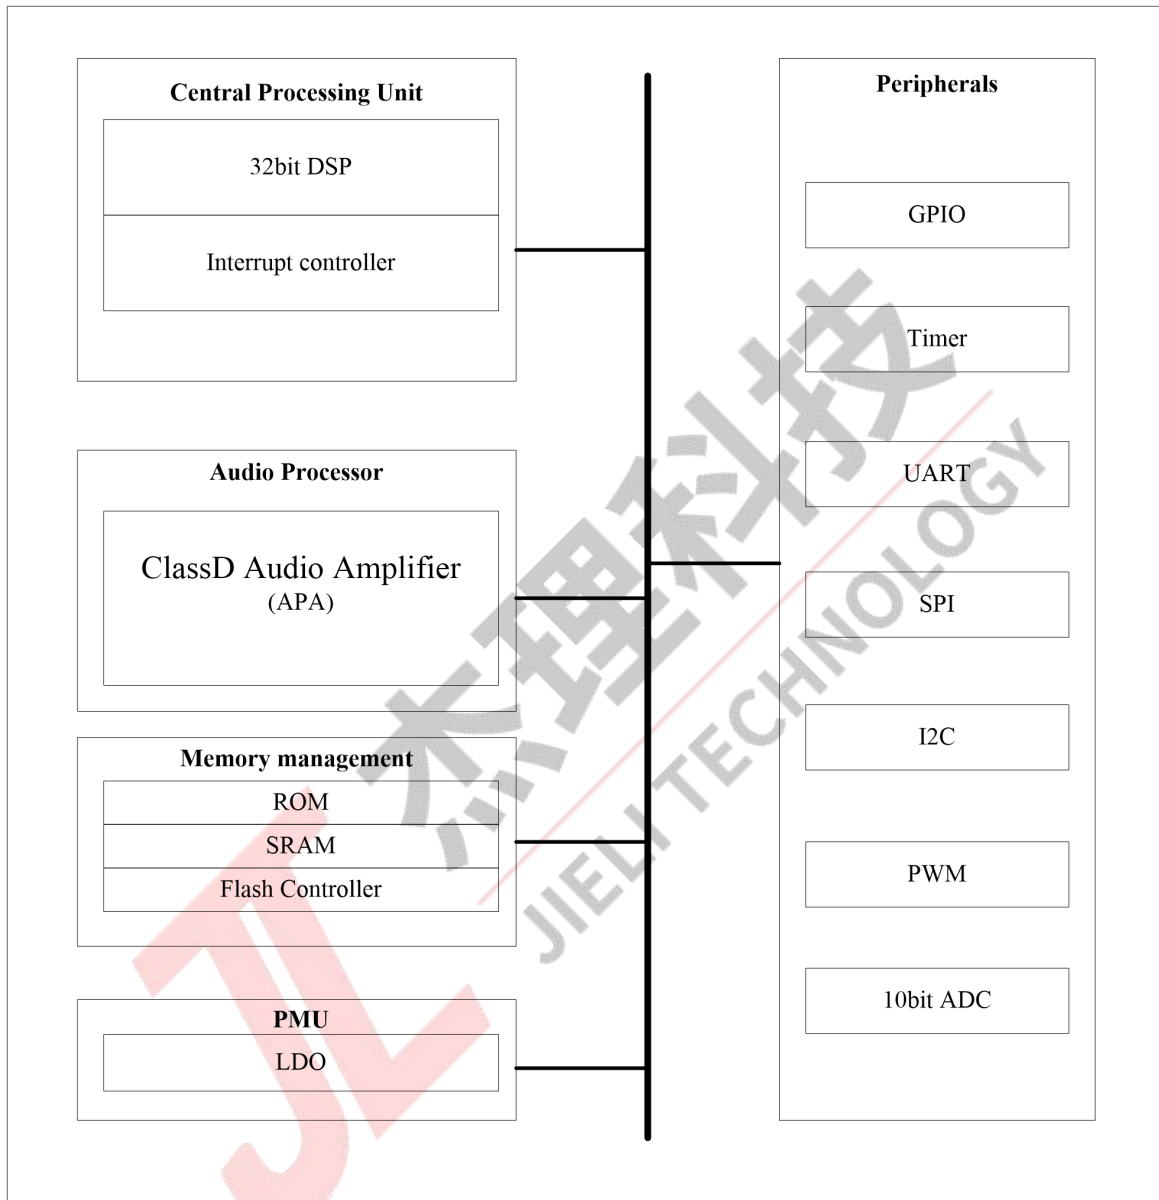 Central Processing Unit
32bit DSP
Interrupt controller
Audio Processor
ClassD Audio Amplifier
(APA)
Memory management
ROM
SRAM
Flash Controller
PMU
LDO
Peripherals
GPIO
Timer
UART
SPI
I2C
PWM
10bit ADC
JL
杰理科技
JIELI TECHNOLOGY